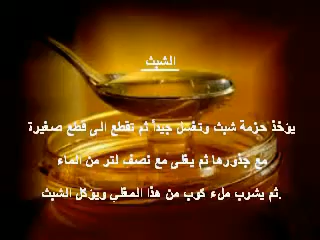 الشبث
يؤخذ حزمة شبث وتغسل جيداً ثم تقطع الى قطع صغيرة
مع جذورها ثم يغلى مع نصف لتر من الماء
ثم يشرب ملء كوب من هذا المغلي ويؤكل الشبث.